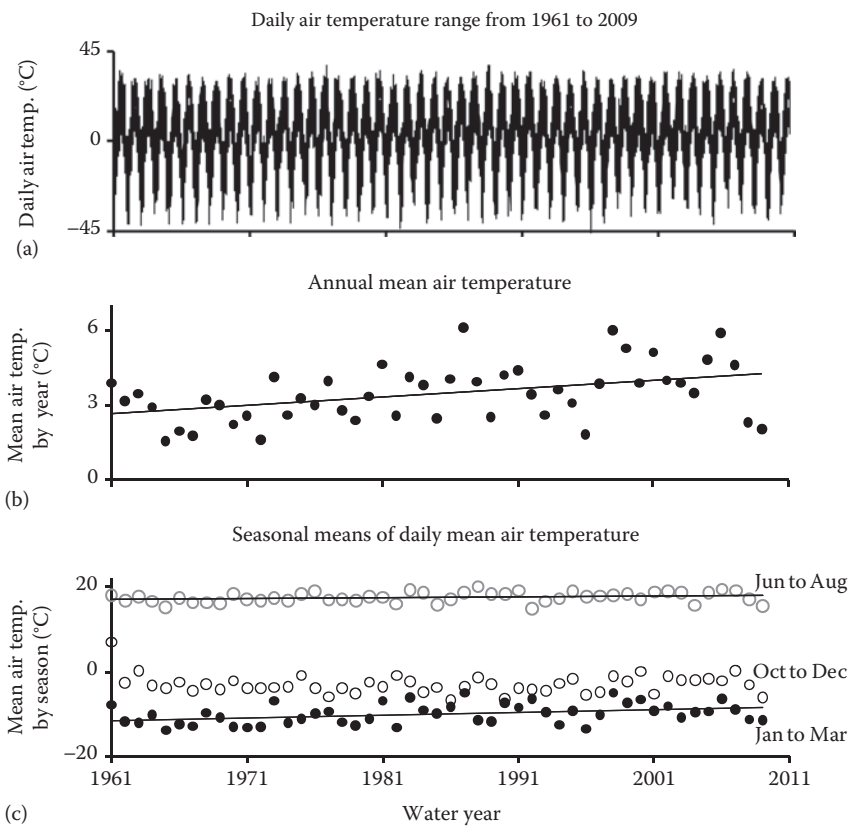 Daily air temperature range from 1961 to 2009
45
0
−45
Daily air temp. (°C)
(a)
Annual mean air temperature
6
3
0
Mean air temp.
by year (°C)
(b)
Seasonal means of daily mean air temperature
20
0
−20
Mean air temp.
by season (°C)
Jun to Aug
Oct to Dec
Jan to Mar
1961 1971 1981 1991 2001 2011
(c)
Water year